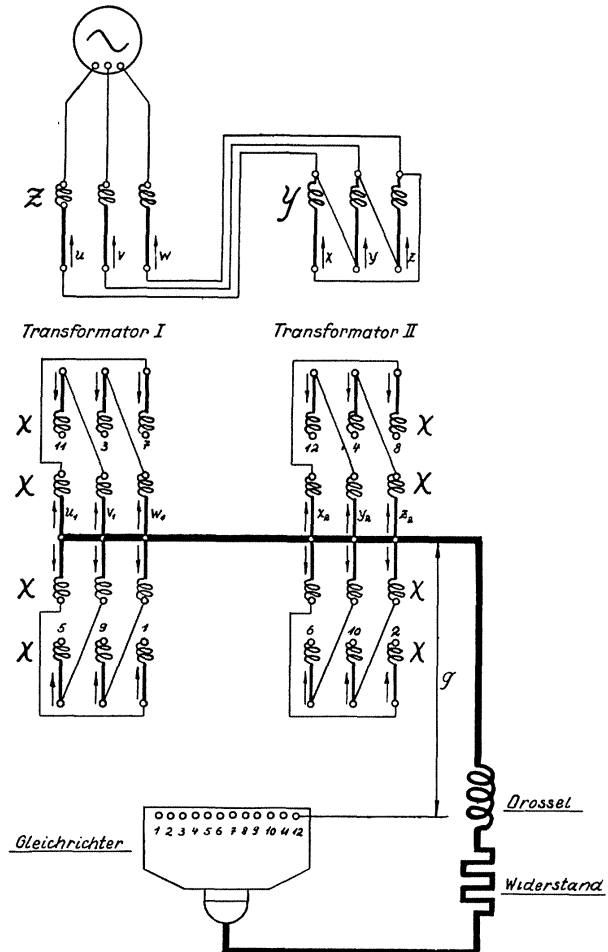 Z
Y
u v w
x y z
Transformator I
Transformator II
χ 11 3 7
12 4 8 χ
χ
χ
u₁ v₁ w₁
x₂ y₂ z₂
χ
χ
5 9 1
6 10 2
χ
χ
g
Drossel
1 2 3 4 5 6 7 8 9 10 11 12
Gleichrichter
Widerstand